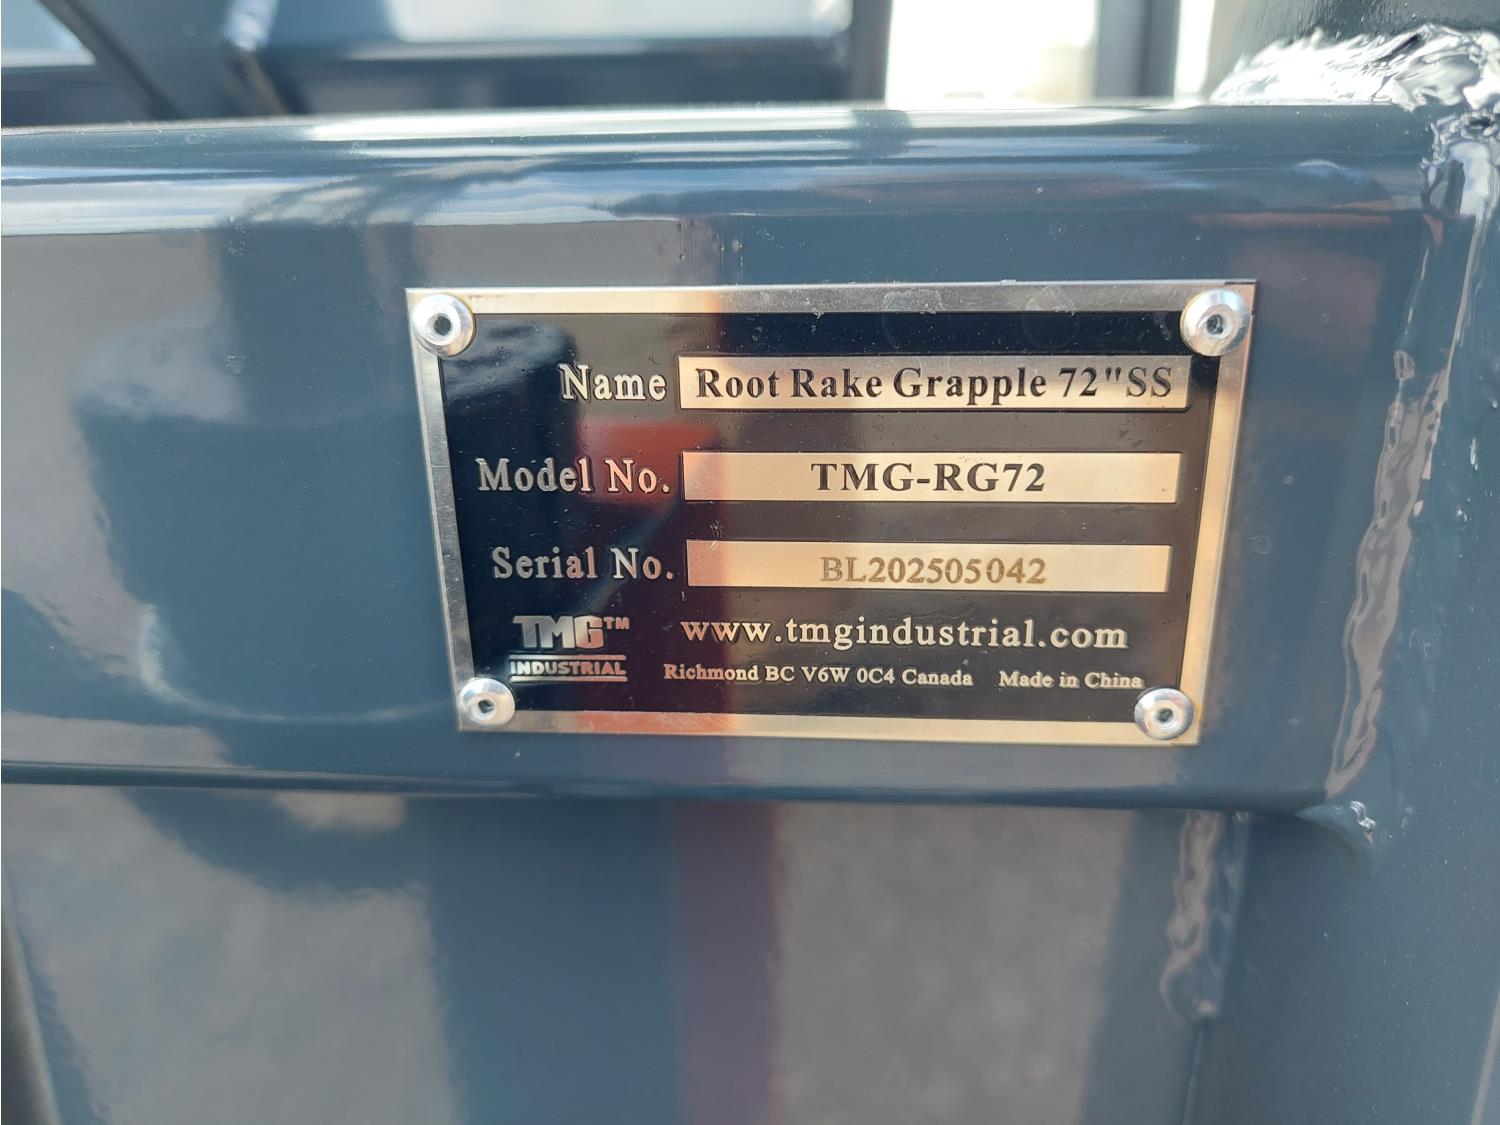 Name Root Rake Grapple 72"SS
Model No. TMG-RG72
Serial No. BL202505042
TMG™ INDUSTRIAL
www.tmgindustrial.com
Richmond BC V6W 0C4 Canada Made in China